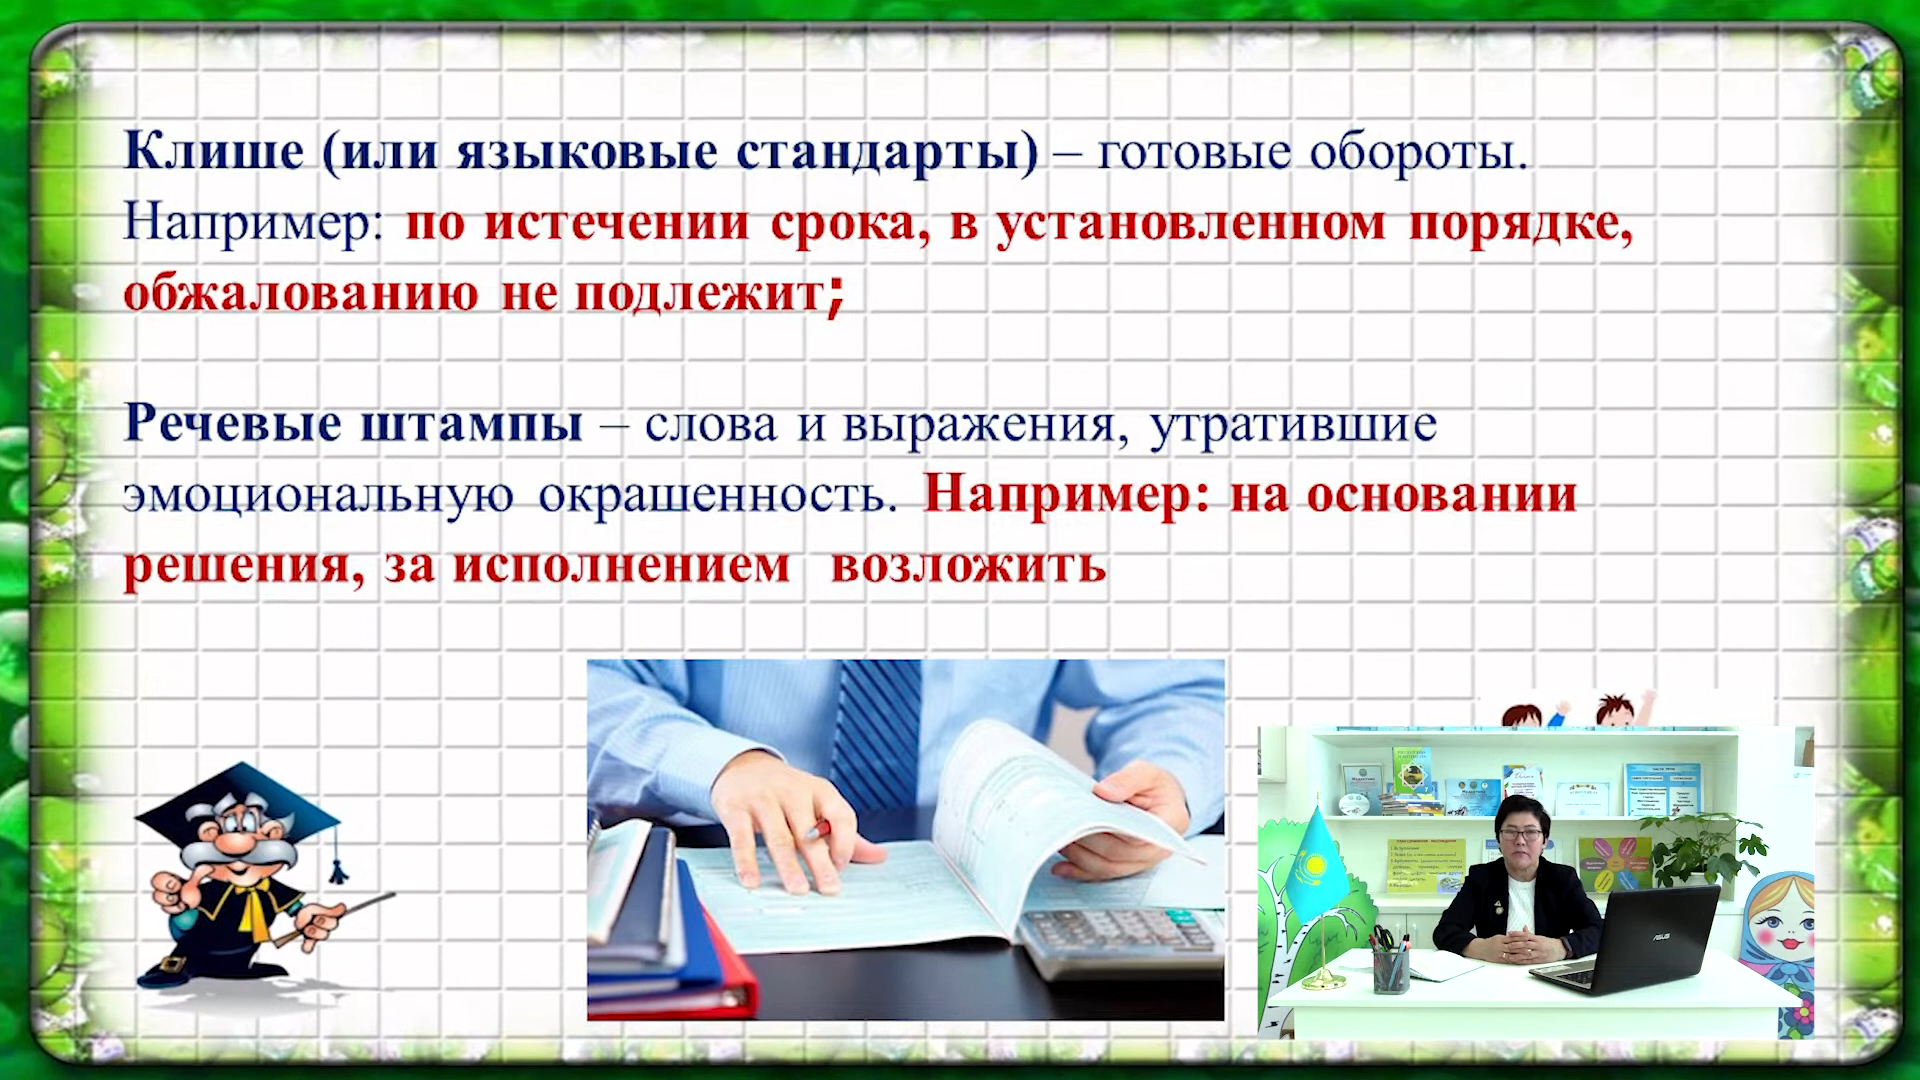 Клише (или языковые стандарты) – готовые обороты.
Например: по истечении срока, в установленном порядке,
обжалованию не подлежит;
Речевые штампы – слова и выражения, утратившие
эмоциональную окрашенность. Например: на основании
решения, за исполнением возложить
ASUS